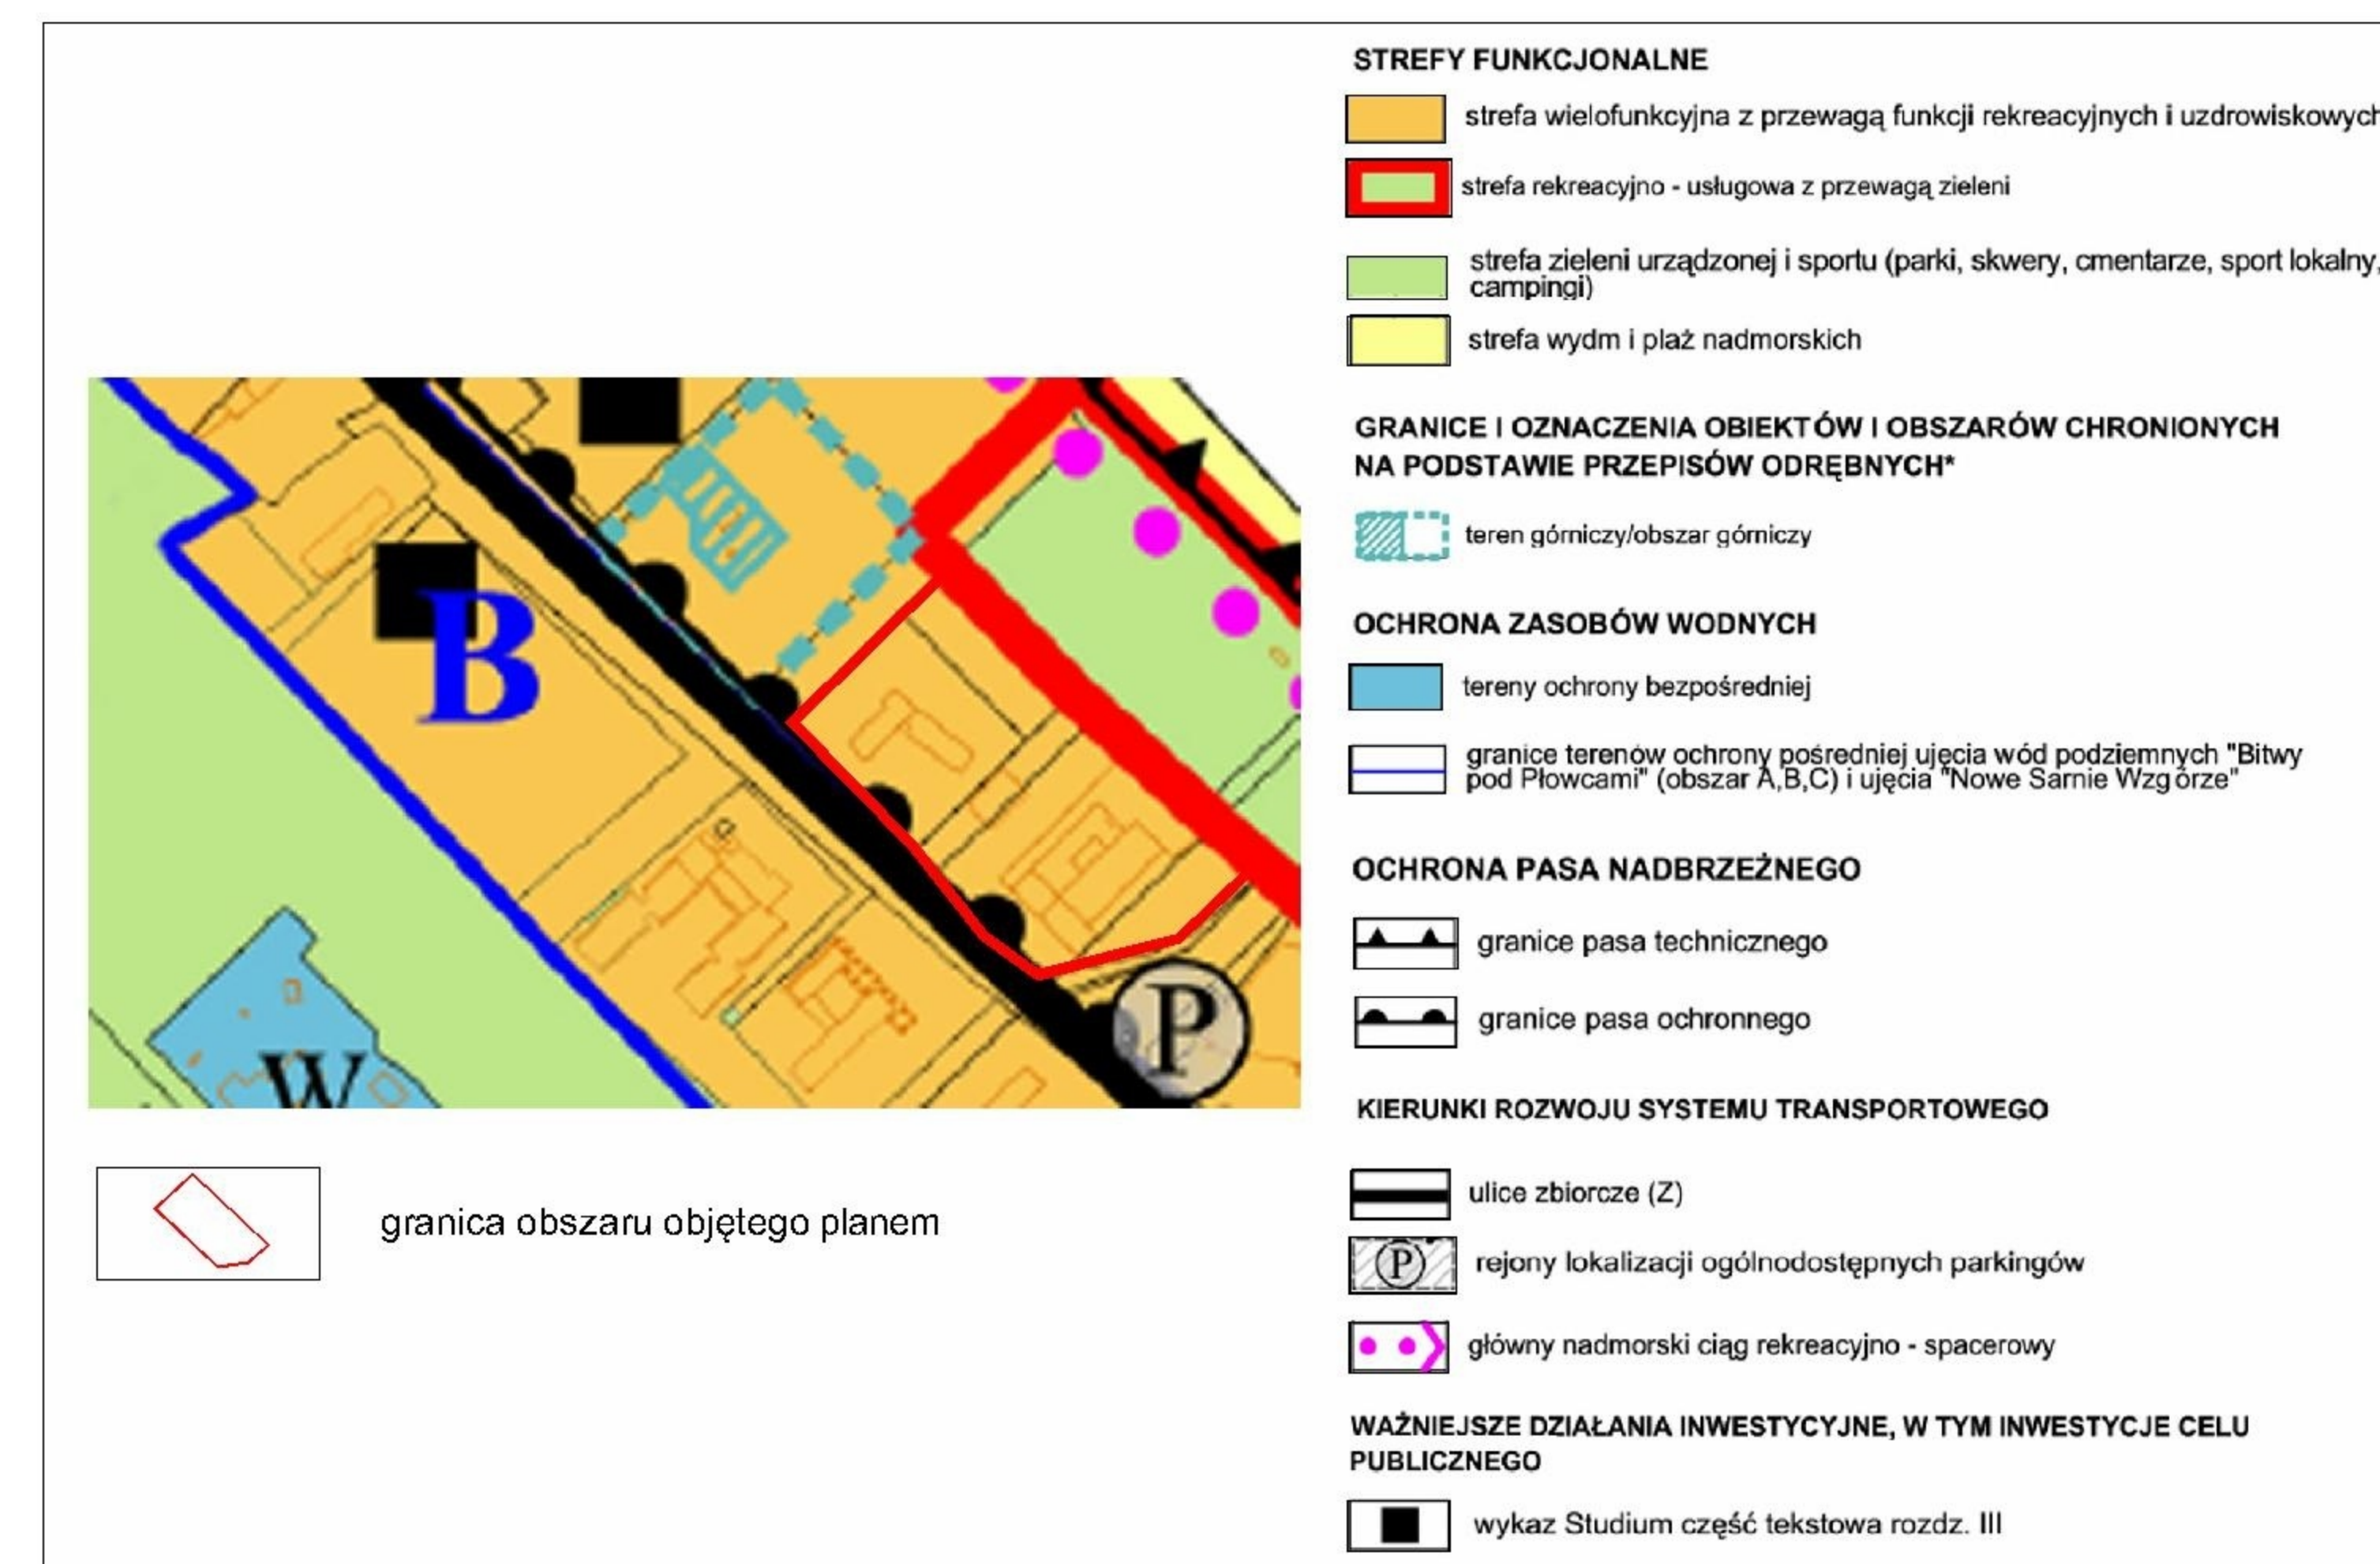 STREFY FUNKCJONALNE
strefa wielofunkcyjna z przewagą funkcji rekreacyjnych i uzdrowiskowych
strefa rekreacyjno - usługowa z przewagą zieleni
strefa zieleni urządzonej i sportu (parki, skwery, cmentarze, sport lokalny,
campingi)
strefa wydm i plaż nadmorskich
GRANICE I OZNACZENIA OBIEKTÓW I OBSZARÓW CHRONIONYCH
NA PODSTAWIE PRZEPISÓW ODRĘBNYCH*
teren górniczy/obszar górniczy
OCHRONA ZASOBÓW WODNYCH
tereny ochrony bezpośredniej
granice terenów ochrony pośredniej ujęcia wód podziemnych "Bitwy
pod Płowcami" (obszar A,B,C) i ujęcia "Nowe Sarnie Wzgórze"
OCHRONA PASA NADBRZEŻNEGO
granice pasa technicznego
granice pasa ochronnego
KIERUNKI ROZWOJU SYSTEMU TRANSPORTOWEGO
ulice zbiorcze (Z)
P
rejony lokalizacji ogólnodostępnych parkingów
główny nadmorski ciąg rekreacyjno - spacerowy
WAŻNIEJSZE DZIAŁANIA INWESTYCYJNE, W TYM INWESTYCJE CELU
PUBLICZNEGO
wykaz Studium część tekstowa rozdz. III
B
P
W
granica obszaru objętego planem